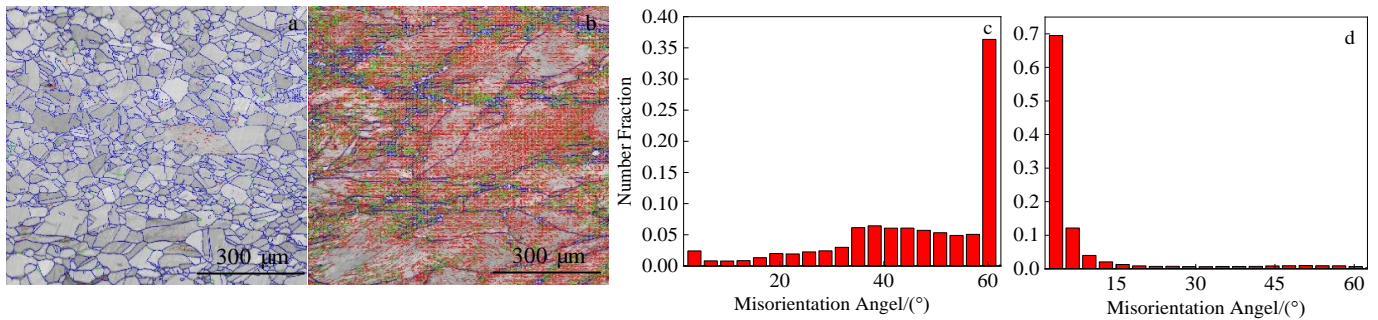 a
300 μm
b
300 μm
c
Number Fraction
0.40
0.35
0.30
0.25
0.20
0.15
0.10
0.05
0.00
20
40
60
Misorientation Angel/(°)
d
0.7
0.6
0.5
0.4
0.3
0.2
0.1
0.0
15
30
45
60
Misorientation Angel/(°)